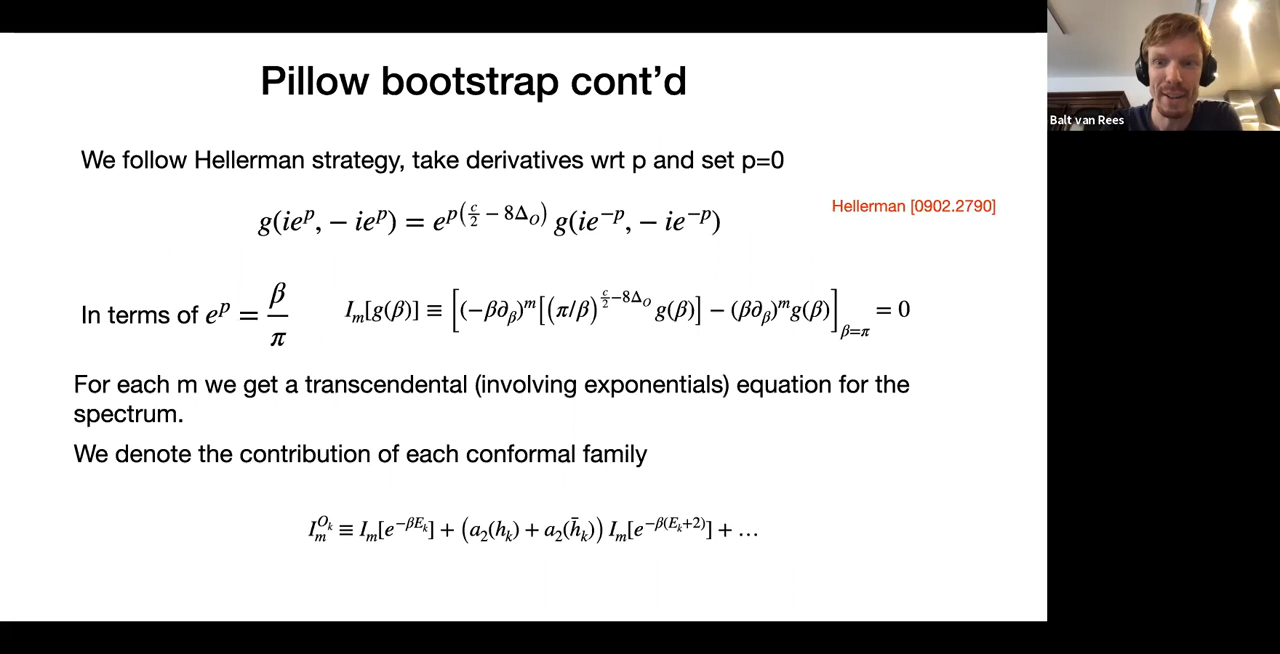 Pillow bootstrap cont’d
We follow Hellerman strategy, take derivatives wrt p and set p=0
Hellerman [0902.2790]
g(ie^p, − ie^p) = e^{p(c/2 − 8Δ_O)} g(ie^{−p}, − ie^{−p})
In terms of e^p = β/π    I_m[g(β)] ≡ [(−β∂_β)^m[(π/β)^{c/2−8Δ_O} g(β)] − (β∂_β)^m g(β)]_{β=π} = 0
For each m we get a transcendental (involving exponentials) equation for the
spectrum.
We denote the contribution of each conformal family
I_m^{O_k} ≡ I_m[e^{−βE_k}] + (a_2(h_k) + a_2(h̄_k)) I_m[e^{−β(E_k+2)}] + …
Balt van Rees